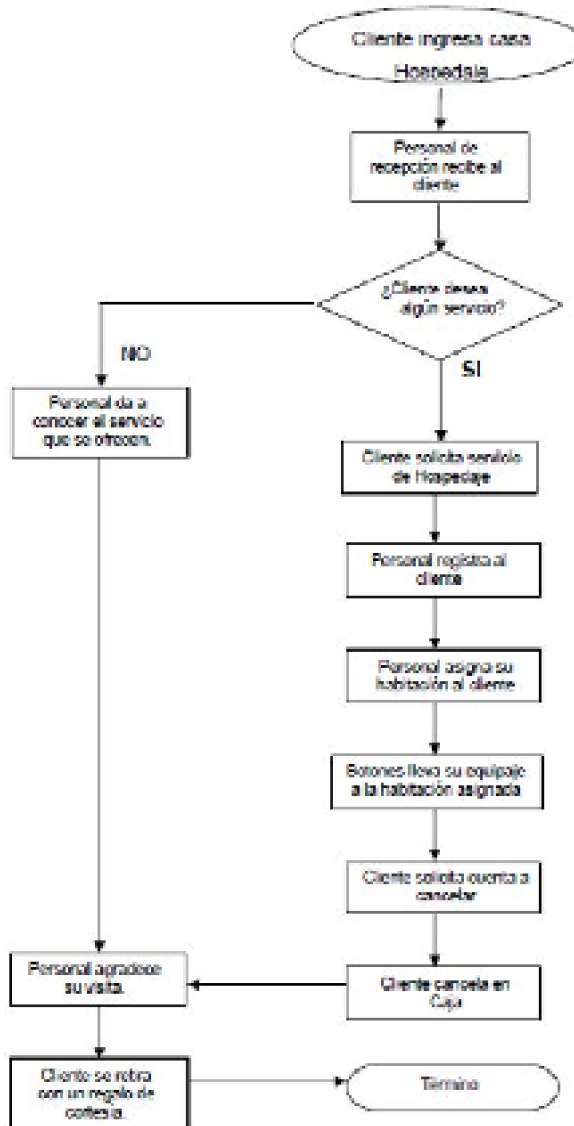 Cliente ingresa casa
Hospedaje
Personal de
recepción recibe al
cliente
¿Cliente desea
algún servicio?
NO
SI
Personal da a
conocer el servicio
que se ofrecen.
Cliente solicita servicio
de Hospedaje
Personal registra al
cliente
Personal asigna su
habitación al cliente
Botones lleva su equipaje
a la habitación asignada
Cliente solicita cuenta a
cancelar
Personal agradece
su visita.
Cliente cancela en
Caja
Cliente se retira
con un regalo de
cortesía.
Término